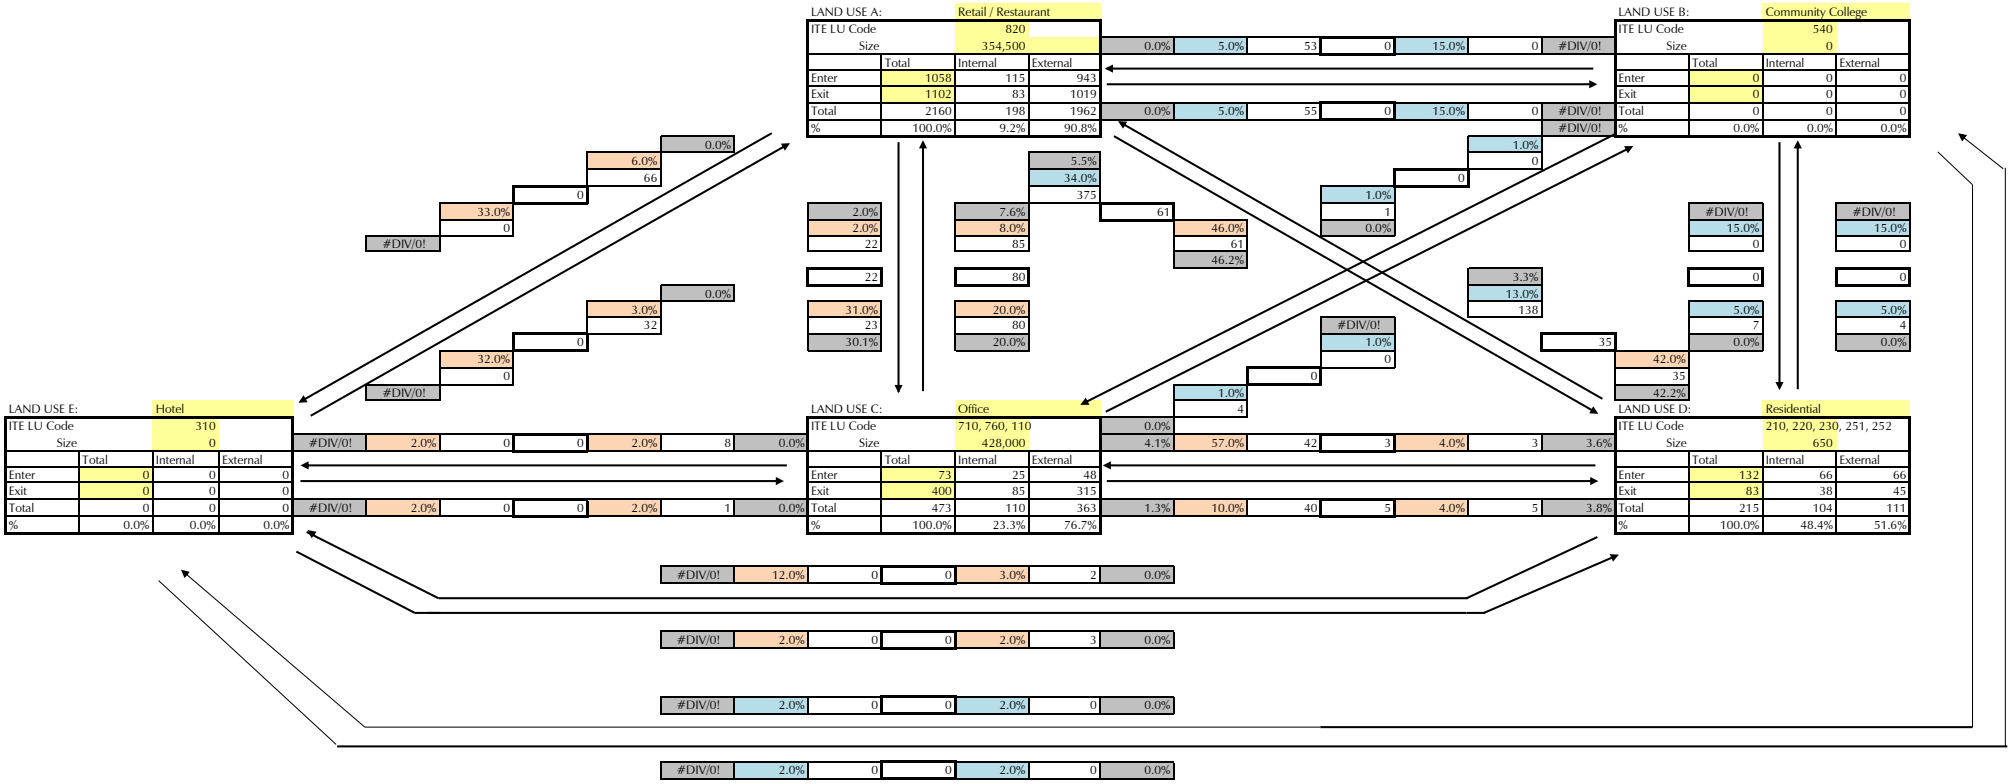 LAND USE A: Retail / Restaurant LAND USE B: Community College
ITE LU Code 820 ITE LU Code 540
Size 354,500 0.0% 5.0% 53 0 15.0% 0 #DIV/0! Size 0
Total Internal External Total Internal External
Enter 1058 115 943 Enter 0 0 0
Exit 1102 83 1019 Exit 0 0 0
Total 2160 198 1962 0.0% 5.0% 55 0 15.0% 0 #DIV/0! Total 0 0 0
% 100.0% 9.2% 90.8% #DIV/0! % 0.0% 0.0% 0.0%
0.0% 1.0%
6.0% 5.5% 0
66 34.0% 0
0 375 1.0%
33.0% 2.0% 7.6% 61 1 #DIV/0! #DIV/0!
0 2.0% 8.0% 46.0% 0.0% 15.0% 15.0%
#DIV/0! 22 85 61 0 0
46.2%
22 80 3.3% 0 0
0.0% 13.0%
3.0% 31.0% 20.0% 138 5.0% 5.0%
32 23 80 #DIV/0! 7 4
0 30.1% 20.0% 1.0% 35 0.0% 0.0%
32.0% 0 42.0%
0 0 35
#DIV/0! 1.0% 42.2%
LAND USE E: Hotel LAND USE C: Office 4 LAND USE D: Residential
ITE LU Code 310 ITE LU Code 710, 760, 110 0.0% ITE LU Code 210, 220, 230, 251, 252
Size 0 #DIV/0! 2.0% 0 0 2.0% 8 0.0% Size 428,000 4.1% 57.0% 42 3 4.0% 3 3.6% Size 650
Total Internal External Total Internal External Total Internal External
Enter 0 0 0 Enter 73 25 48 Enter 132 66 66
Exit 0 0 0 Exit 400 85 315 Exit 83 38 45
Total 0 0 0 #DIV/0! 2.0% 0 0 2.0% 1 0.0% Total 473 110 363 1.3% 10.0% 40 5 4.0% 5 3.8% Total 215 104 111
% 0.0% 0.0% 0.0% % 100.0% 23.3% 76.7% % 100.0% 48.4% 51.6%
#DIV/0! 12.0% 0 0 3.0% 2 0.0%
#DIV/0! 2.0% 0 0 2.0% 3 0.0%
#DIV/0! 2.0% 0 0 2.0% 0 0.0%
#DIV/0! 2.0% 0 0 2.0% 0 0.0%